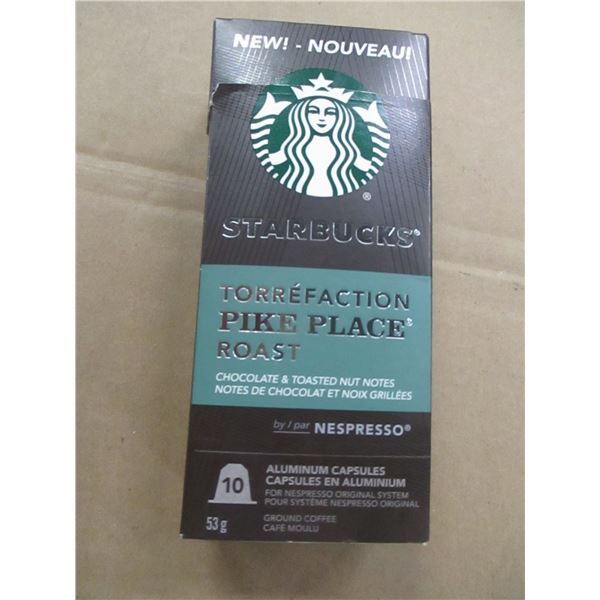 NEW! - NOUVEAU!
®
STARBUCKS®
TORRÉFACTION
PIKE PLACE®
ROAST
CHOCOLATE & TOASTED NUT NOTES
NOTES DE CHOCOLAT ET NOIX GRILLÉES
by / par NESPRESSO®
10
ALUMINUM CAPSULES
CAPSULES EN ALUMINIUM
FOR NESPRESSO ORIGINAL SYSTEM
POUR SYSTÈME NESPRESSO ORIGINAL
53 g
GROUND COFFEE
CAFÉ MOULU